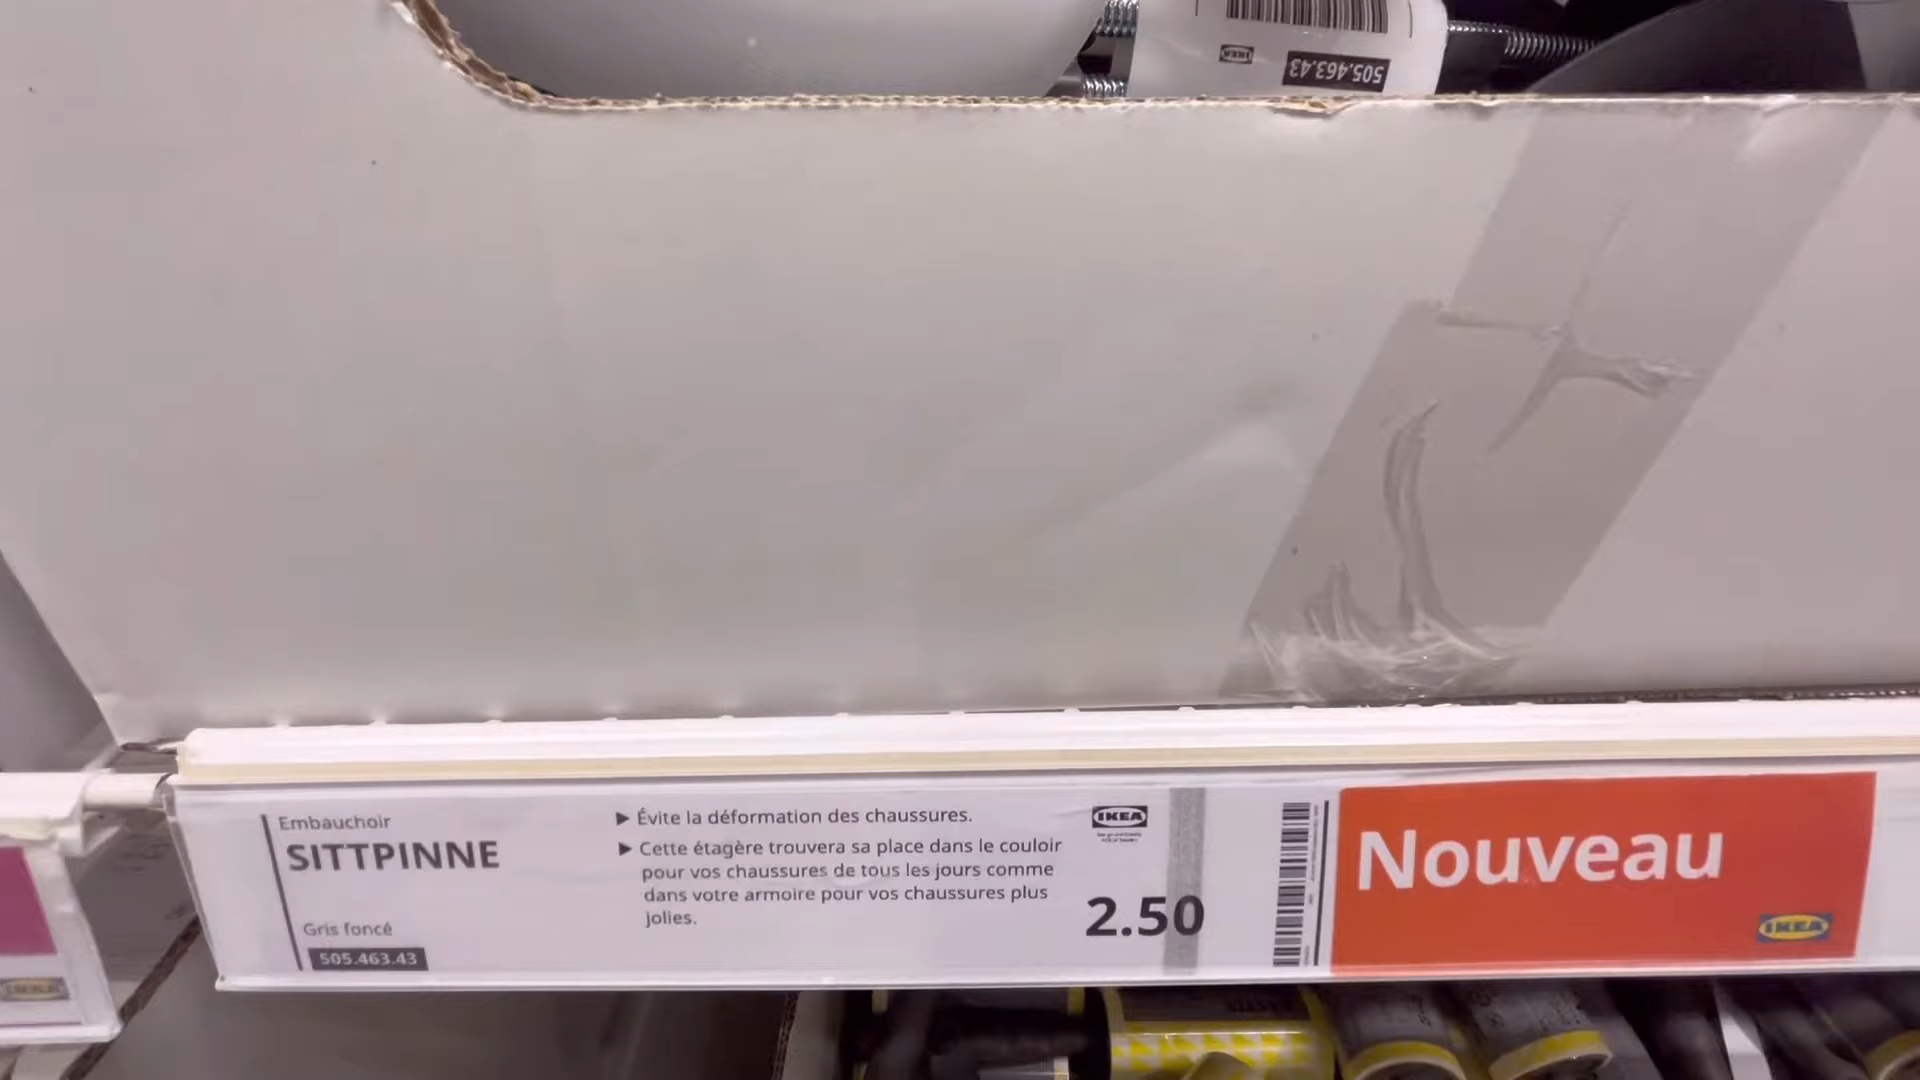 IKEA
505.463.43
Embauchoir
SITTPINNE
Gris foncé
505.463.43
▶ Évite la déformation des chaussures.
▶ Cette étagère trouvera sa place dans le couloir
pour vos chaussures de tous les jours comme
dans votre armoire pour vos chaussures plus
jolies.
IKEA
2.50
Nouveau
IKEA
IKEA